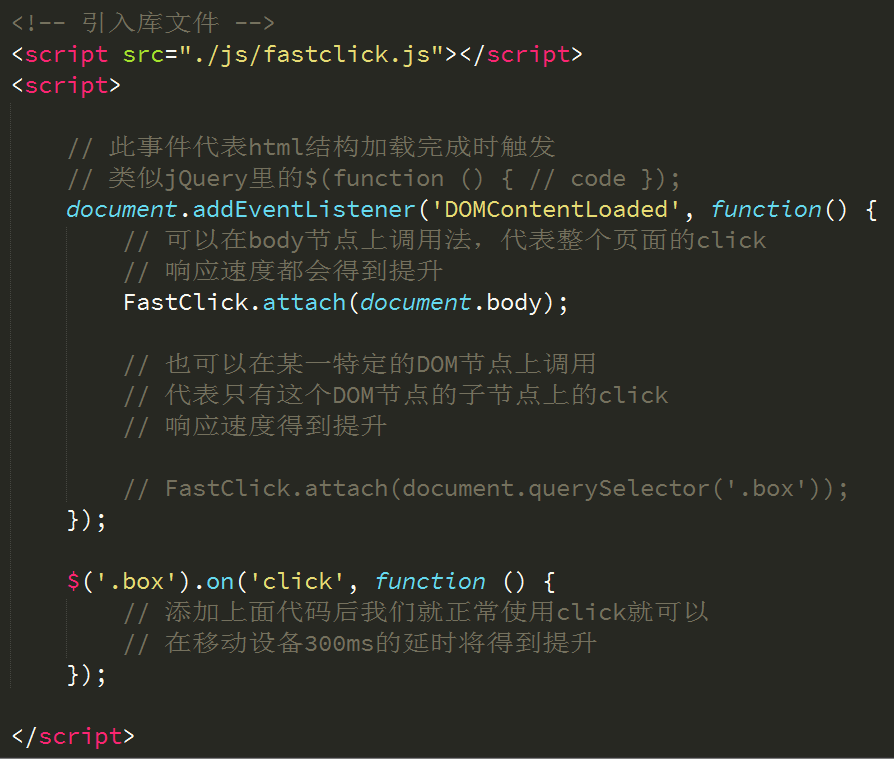 <!-- 引入库文件 -->
<script src="./js/fastclick.js"></script>
<script>
// 此事件代表html结构加载完成时触发
// 类似jQuery里的$(function () { // code });
document.addEventListener('DOMContentLoaded', function() {
// 可以在body节点上调用法，代表整个页面的click
// 响应速度都会得到提升
FastClick.attach(document.body);
// 也可以在某一特定的DOM节点上调用
// 代表只有这个DOM节点的子节点上的click
// 响应速度得到提升
// FastClick.attach(document.querySelector('.box'));
});
$('.box').on('click', function () {
// 添加上面代码后我们就正常使用click就可以
// 在移动设备300ms的延时将得到提升
});
</script>